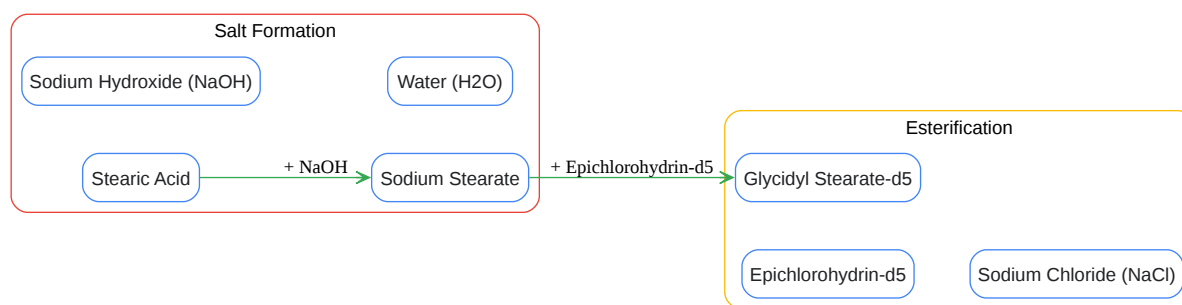 Salt Formation
Sodium Hydroxide (NaOH)
Water (H2O)
Stearic Acid
+ NaOH
Sodium Stearate
+ Epichlorohydrin-d5
Esterification
Glycidyl Stearate-d5
Epichlorohydrin-d5
Sodium Chloride (NaCl)